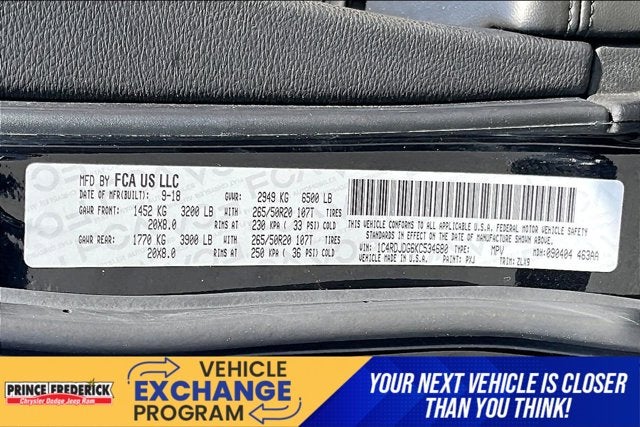 MFD BY FCA US LLC
DATE OF MFR(BUILT): 9-18 GVWR: 2949 KG 6500 LB
GAWR FRONT: 1452 KG 3200 LB WITH 265/50R20 107T TIRES
20X8.0 RIMS AT 230 KPA ( 33 PSI) COLD
GAWR REAR: 1770 KG 3900 LB WITH 265/50R20 107T TIRES
20X8.0 RIMS AT 250 KPA ( 36 PSI) COLD
THIS VEHICLE CONFORMS TO ALL APPLICABLE U.S.A. FEDERAL MOTOR VEHICLE SAFETY
STANDARDS IN EFFECT ON THE DATE OF MANUFACTURE SHOWN ABOVE.
VIN: 1C4RDJDG6KC534680 TYPE: MPV MDH: 090404 463AA
VEHICLE MADE IN U.S.A. PAINT: PXJ TRIM: ZLX9
PRINCE FREDERICK
Chrysler Dodge Jeep Ram
VEHICLE
EXCHANGE
PROGRAM
YOUR NEXT VEHICLE IS CLOSER
THAN YOU THINK!